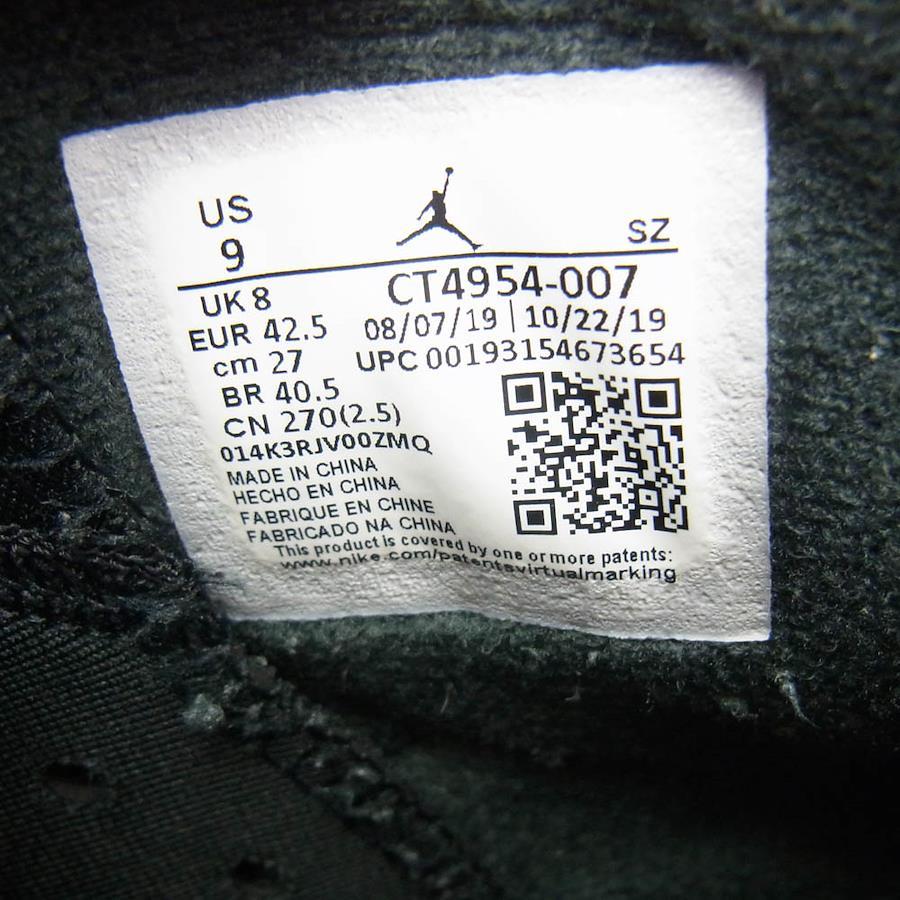 US
9
SZ
UK 8
CT4954-007
EUR 42.5
08/07/19 | 10/22/19
cm 27
UPC 00193154673654
BR 40.5
CN 270(2.5)
014K3RJV00ZMQ
MADE IN CHINA
HECHO EN CHINA
FABRIQUE EN CHINE
FABRICADO NA CHINA
This product is covered by one or more patents:
www.nike.com/patentsvirtualmarking